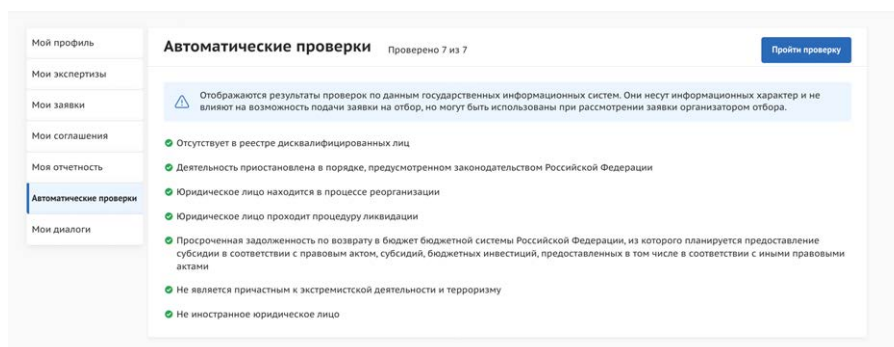 Мой профиль
Мои экспертизы
Мои заявки
Мои соглашения
Моя отчетность
Автоматические проверки
Мои диалоги
Автоматические проверки Проверено 7 из 7
Пройти проверку
Отображаются результаты проверок по данным государственных информационных систем. Они несут информационных характер и не
влияют на возможность подачи заявки на отбор, но могут быть использованы при рассмотрении заявки организатором отбора.
Отсутствует в реестре дисквалифицированных лиц
Деятельность приостановлена в порядке, предусмотренном законодательством Российской Федерации
Юридическое лицо находится в процессе реорганизации
Юридическое лицо проходит процедуру ликвидации
Просроченная задолженность по возврату в бюджет бюджетной системы Российской Федерации, из которого планируется предоставление
субсидии в соответствии с правовым актом, субсидий, бюджетных инвестиций, предоставленных в том числе в соответствии с иными правовыми
актами
Не является причастным к экстремистской деятельности и терроризму
Не иностранное юридическое лицо